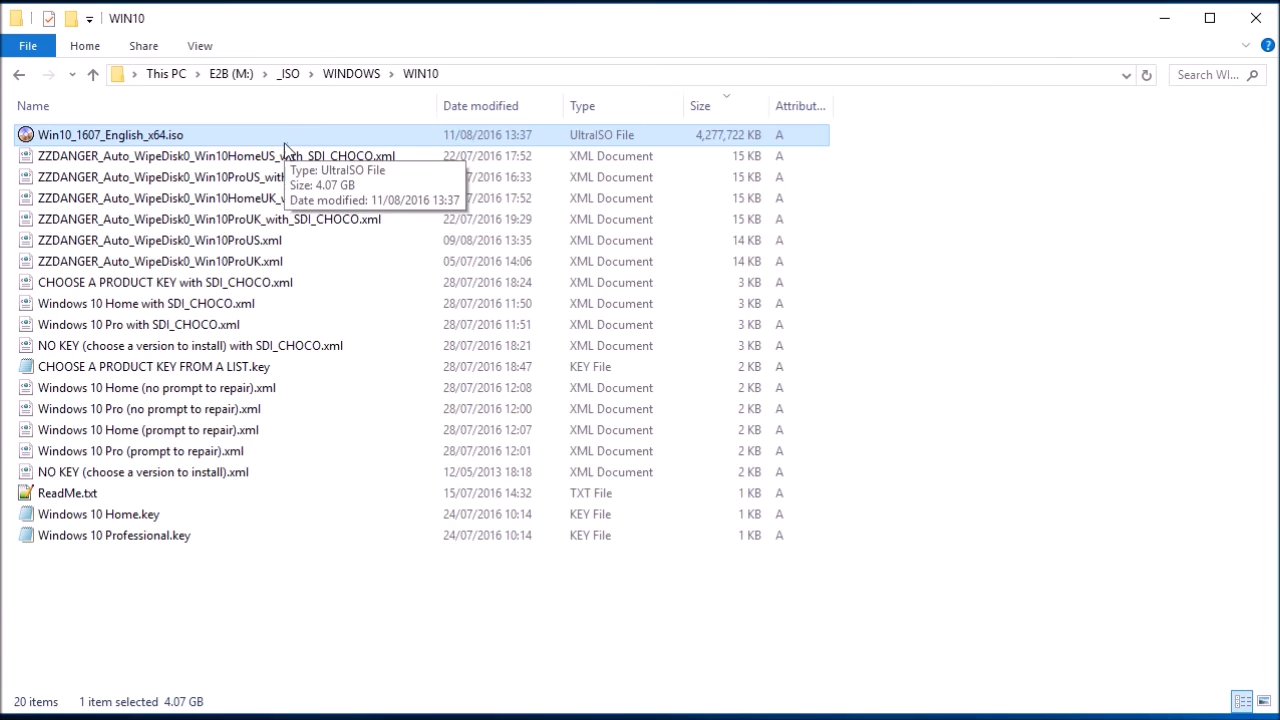 WIN10
File Home Share View
This PC E2B (M:) _ISO WINDOWS WIN10 Search WI...
Name Date modified Type Size Attribut...
Win10_1607_English_x64.iso 11/08/2016 13:37 UltraISO File 4,277,722 KB A
ZZDANGER_Auto_WipeDisk0_Win10HomeUS_with_SDI_CHOCO.xml 22/07/2016 17:52 XML Document 15 KB A
Type: UltraISO File
ZZDANGER_Auto_WipeDisk0_Win10ProUS_with 16:33 XML Document 15 KB A
Size: 4.07 GB
ZZDANGER_Auto_WipeDisk0_Win10HomeUK_ 17:52 XML Document 15 KB A
Date modified: 11/08/2016 13:37
ZZDANGER_Auto_WipeDisk0_Win10ProUK_with_SDI_CHOCO.xml 22/07/2016 19:29 XML Document 15 KB A
ZZDANGER_Auto_WipeDisk0_Win10ProUS.xml 09/08/2016 13:35 XML Document 14 KB A
ZZDANGER_Auto_WipeDisk0_Win10ProUK.xml 05/07/2016 14:06 XML Document 14 KB A
CHOOSE A PRODUCT KEY with SDI_CHOCO.xml 28/07/2016 18:24 XML Document 3 KB A
Windows 10 Home with SDI_CHOCO.xml 28/07/2016 11:50 XML Document 3 KB A
Windows 10 Pro with SDI_CHOCO.xml 28/07/2016 11:51 XML Document 3 KB A
NO KEY (choose a version to install) with SDI_CHOCO.xml 28/07/2016 18:21 XML Document 3 KB A
CHOOSE A PRODUCT KEY FROM A LIST.key 28/07/2016 18:47 KEY File 2 KB A
Windows 10 Home (no prompt to repair).xml 28/07/2016 12:08 XML Document 2 KB A
Windows 10 Pro (no prompt to repair).xml 28/07/2016 12:00 XML Document 2 KB A
Windows 10 Home (prompt to repair).xml 28/07/2016 12:07 XML Document 2 KB A
Windows 10 Pro (prompt to repair).xml 28/07/2016 12:01 XML Document 2 KB A
NO KEY (choose a version to install).xml 12/05/2013 18:18 XML Document 2 KB A
ReadMe.txt 15/07/2016 14:32 TXT File 1 KB A
Windows 10 Home.key 24/07/2016 10:14 KEY File 1 KB A
Windows 10 Professional.key 24/07/2016 10:14 KEY File 1 KB A
20 items 1 item selected 4.07 GB